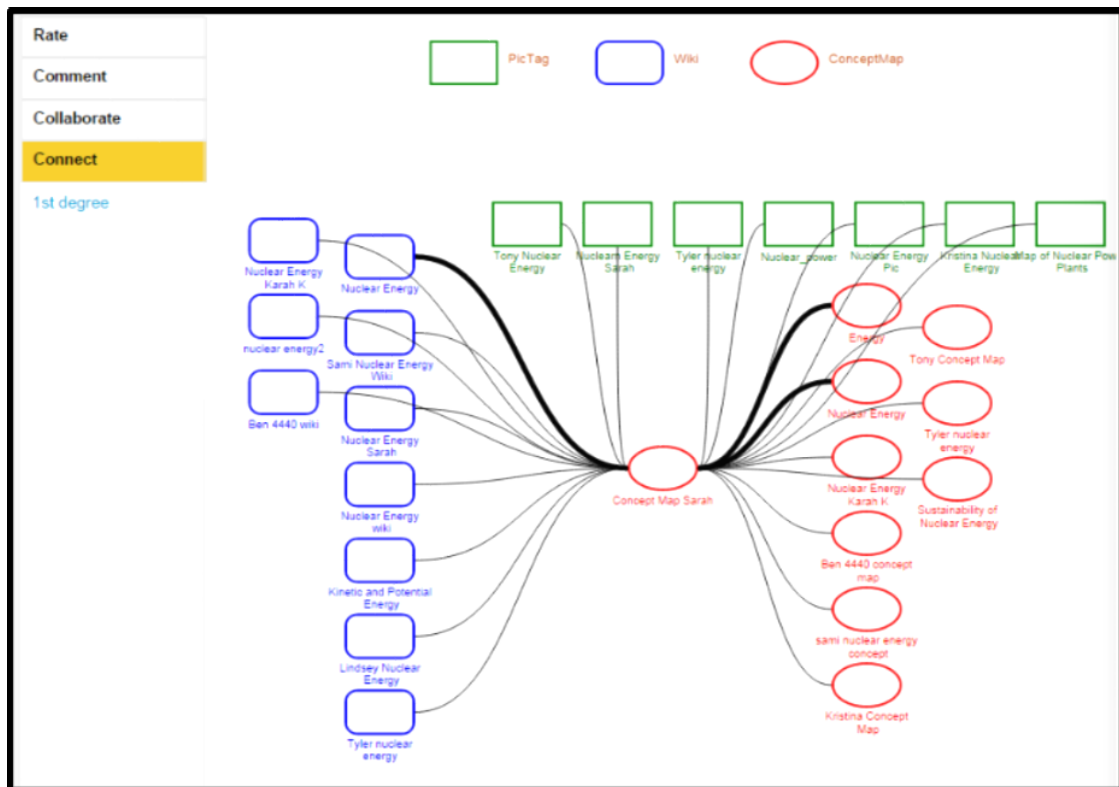 Rate
Comment
Collaborate
Connect
1st degree
PicTag
Wiki
ConceptMap
Tony Nuclear
Energy
Nuclearn Energy
Sarah
Tyler nuclear
energy
Nuclear_power
Nuclear Energy
Pic
Kristina Nuclear
Energy
Map of Nuclear Pow
Plants
Nuclear Energy
Karah K
Nuclear Energy
nuclear energy2
Sami Nuclear Energy
Wiki
Ben 4440 wiki
Nuclear Energy
Sarah
Nuclear Energy
wiki
Kinetic and Potential
Energy
Lindsey Nuclear
Energy
Tyler nuclear
energy
Concept Map Sarah
Energy
Tony Concept Map
Nuclear Energy
Tyler nuclear
energy
Nuclear Energy
Karah K
Sustainability of
Nuclear Energy
Ben 4440 concept
map
sami nuclear energy
concept
Kristina Concept
Map